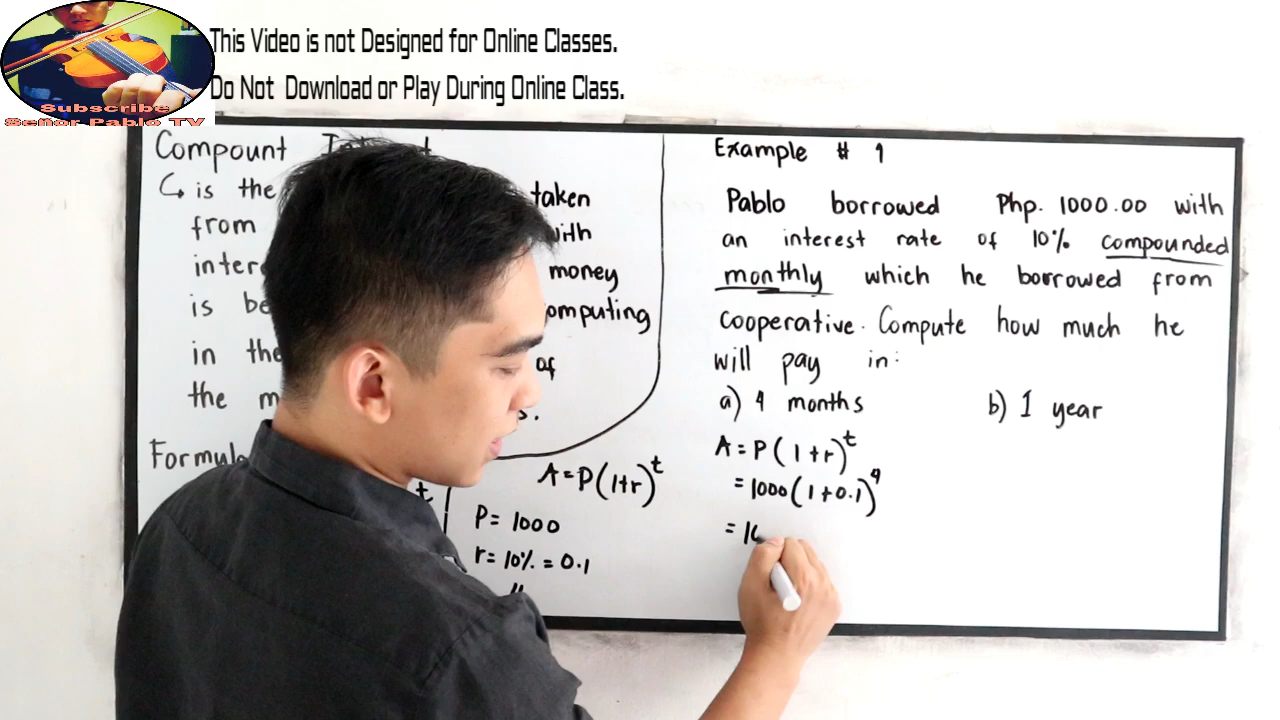 This Video is not Designed for Online Classes.
Do Not Download or Play During Online Class.
Subscribe
Señor Pablo TV
Compount
↳ is the taken
from with
money
is omputing
in the of
the
Formula
t
A=P(1+r)^t
P= 1000
r= 10% = 0.1
Example # 1
Pablo borrowed Php. 1000.00 with
an interest rate of 10% compounded
monthly which he borrowed from
cooperative. Compute how much he
will pay in:
a) 4 months b) 1 year
A=P(1+r)^t
=1000(1+0.1)^4